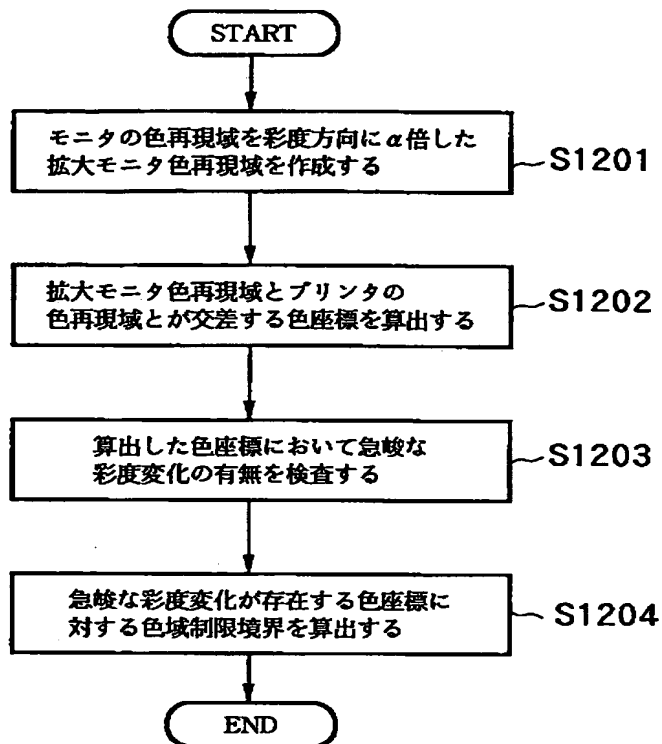 START
モニタの色再現域を彩度方向にα倍した
拡大モニタ色再現域を作成する
S1201
拡大モニタ色再現域とプリンタの
色再現域とが交差する色座標を算出する
S1202
算出した色座標において急峻な
彩度変化の有無を検査する
S1203
急峻な彩度変化が存在する色座標に
対する色域制限境界を算出する
S1204
END